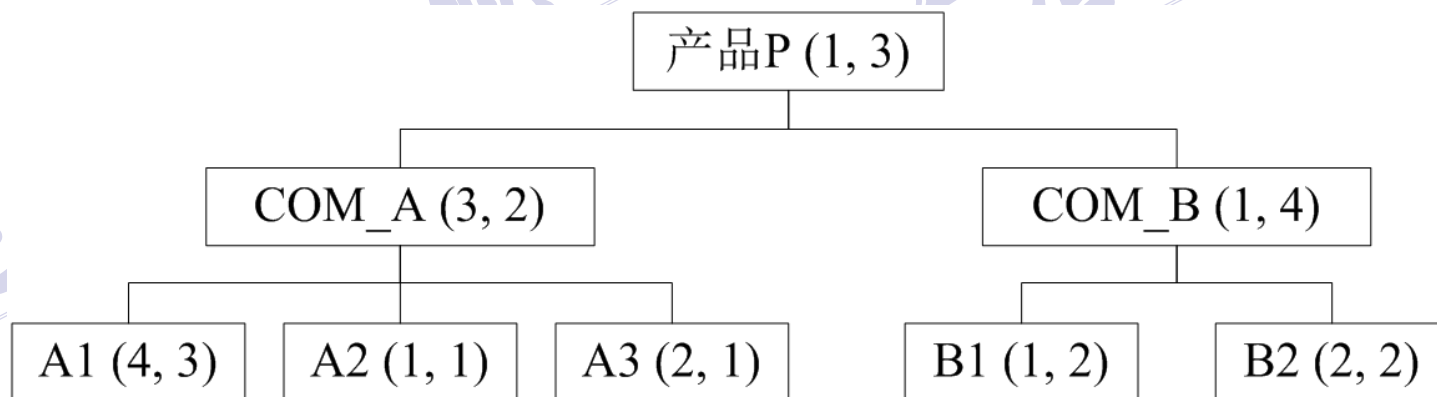 产品P (1, 3)
COM_A (3, 2)
COM_B (1, 4)
A1 (4, 3)
A2 (1, 1)
A3 (2, 1)
B1 (1, 2)
B2 (2, 2)